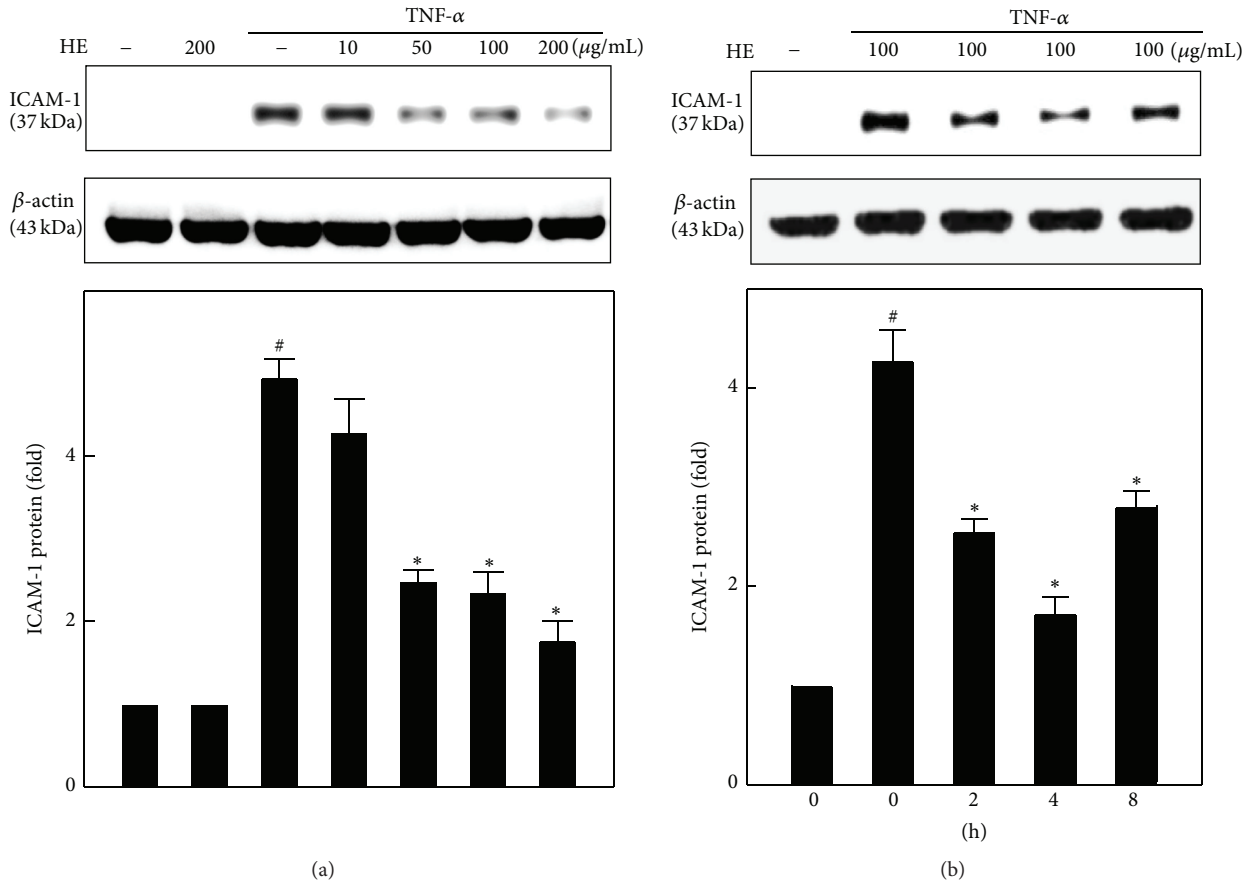 TNF-α
HE – 200 – 10 50 100 200 (μg/mL)
ICAM-1
(37 kDa)
β-actin
(43 kDa)
#
*
*
*
4
2
0
ICAM-1 protein (fold)
(a)
TNF-α
HE – 100 100 100 100 (μg/mL)
ICAM-1
(37 kDa)
β-actin
(43 kDa)
#
*
*
*
4
2
0
ICAM-1 protein (fold)
0 0 2 4 8
(h)
(b)